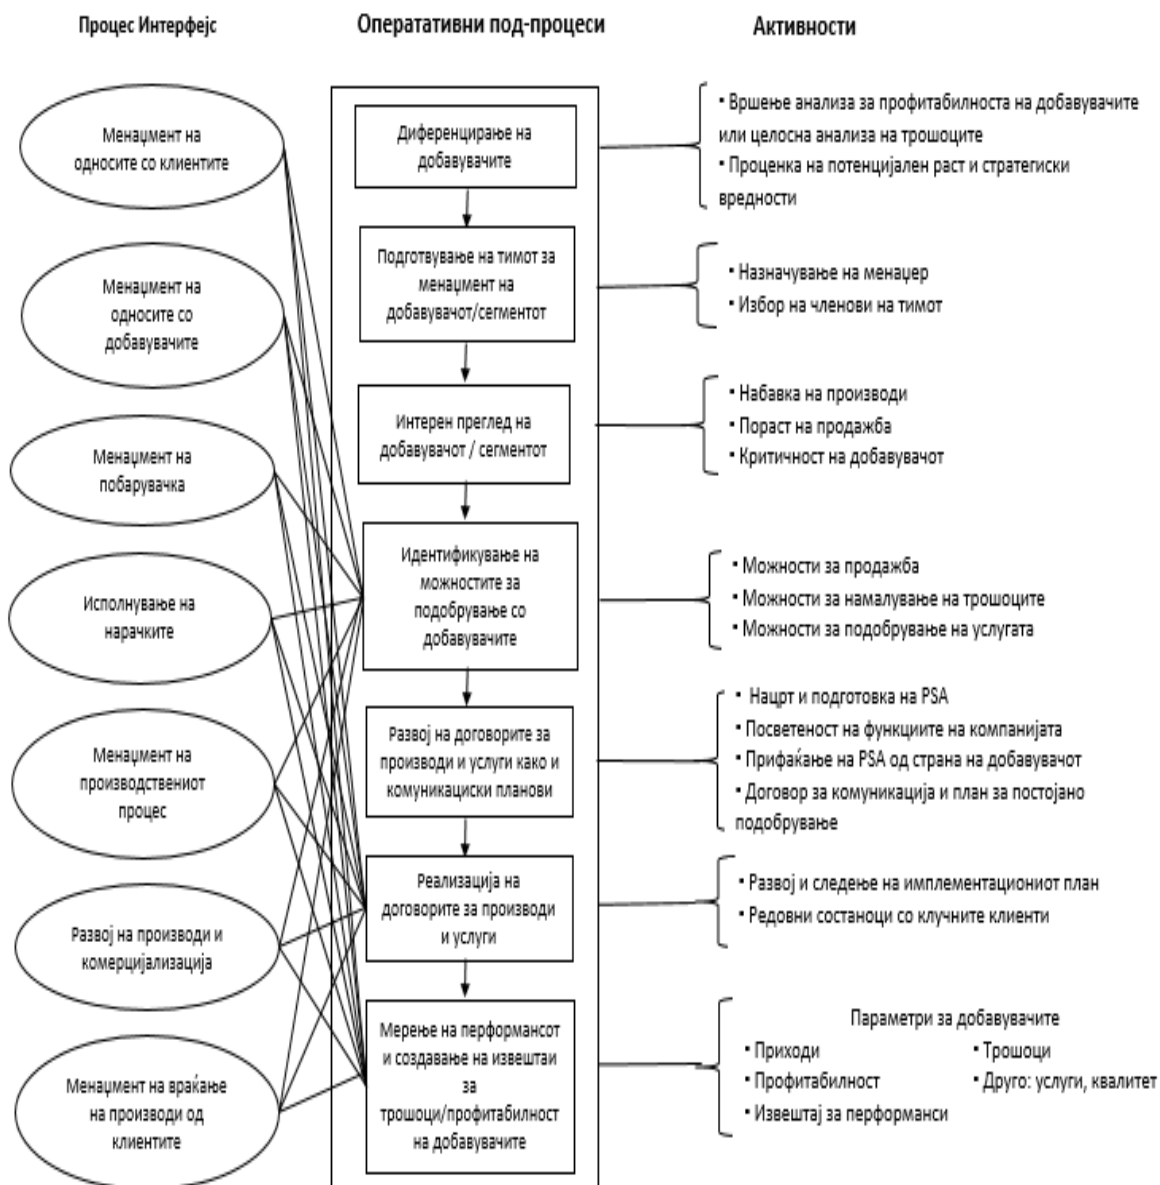 Процес Интерфејс
Оперatативни под-процеси
Активности
Менаџмент на
односите со клиентите
Менаџмент на
односите со
добавувачите
Менаџмент на
побарувачка
Исполнување на
нарачките
Менаџмент на
производствениот
процес
Развој на производи и
комерцијализација
Менаџмент на враќање
на производи од
клиентите
Диференцирање на
добавувачите
Подготвување на тимот за
менаџмент на
добавувачот/сегментот
Интерен преглед на
добавувачот / сегментот
Идентификување на
можностите за
подобрување со
добавувачите
Развој на договорите за
производи и услуги како и
комуникациски планови
Реализација на
договорите за производи
и услуги
Мерење на перформансот
и создавање на извештаи
за
трошоци/профитабилност
на добавувачите
▪ Вршење анализа за профитабилноста на добавувачите
или целосна анализа на трошоците
▪ Проценка на потенцијален раст и стратегиски
вредности
▪ Назначување на менаџер
▪ Избор на членови на тимот
▪ Набавка на производи
▪ Пораст на продажба
▪ Критичност на добавувачот
▪ Можности за продажба
▪ Можности за намалување на трошоците
▪ Можности за подобрување на услугата
▪ Нацрт и подготовка на PSA
▪ Посветеност на функциите на компанијата
▪ Прифаќање на PSA од страна на добавувачот
▪ Договор за комуникација и план за постојано
подобрување
▪ Развој и следење на имплементациониот план
▪ Редовни состаноци со клучните клиенти
Параметри за добавувачите
▪ Приходи ▪ Трошоци
▪ Профитабилност ▪ Друго: услуги, квалитет
▪ Извештај за перформанси